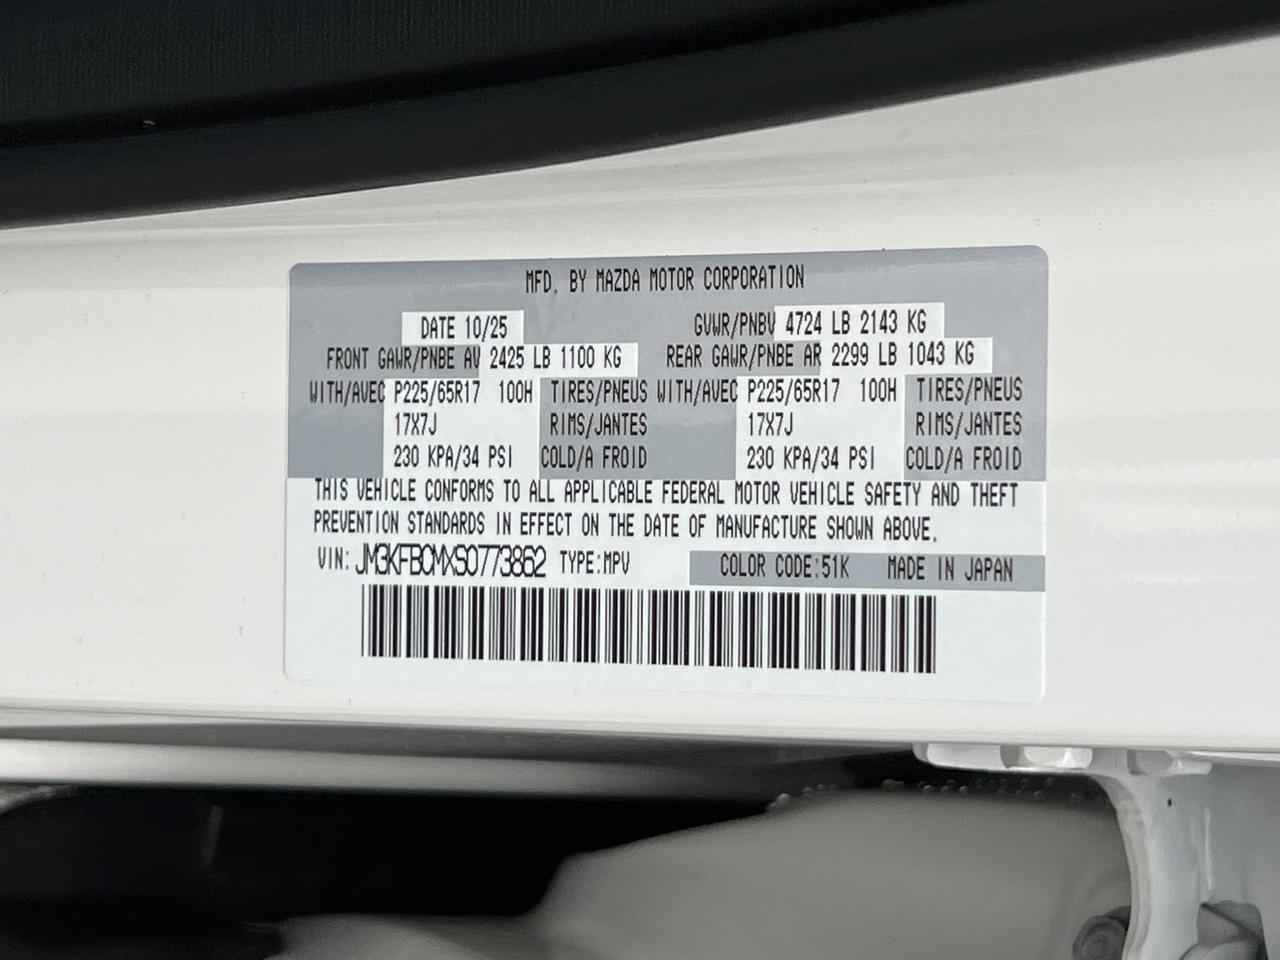 MFD. BY MAZDA MOTOR CORPORATION
DATE 10/25 GVWR/PNBV 4724 LB 2143 KG
FRONT GAWR/PNBE AV 2425 LB 1100 KG REAR GAWR/PNBE AR 2299 LB 1043 KG
WITH/AVEC P225/65R17 100H TIRES/PNEUS WITH/AVEC P225/65R17 100H TIRES/PNEUS
17X7J RIMS/JANTES 17X7J RIMS/JANTES
230 KPA/34 PSI COLD/A FROID 230 KPA/34 PSI COLD/A FROID
THIS VEHICLE CONFORMS TO ALL APPLICABLE FEDERAL MOTOR VEHICLE SAFETY AND THEFT
PREVENTION STANDARDS IN EFFECT ON THE DATE OF MANUFACTURE SHOWN ABOVE.
VIN: JM3KFBCMXS0773862 TYPE:MPV COLOR CODE:51K MADE IN JAPAN